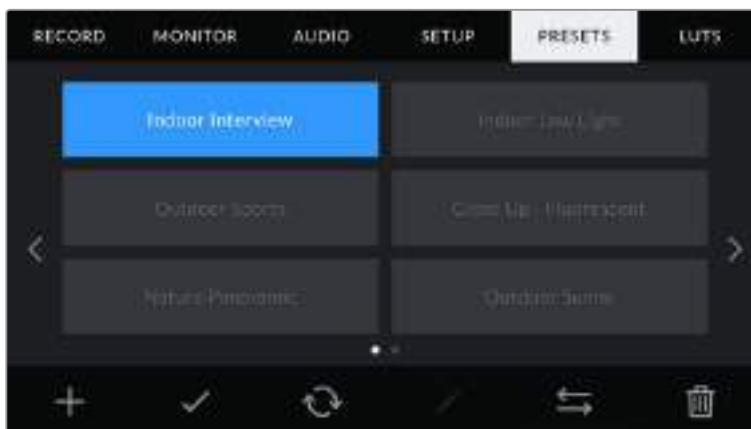 RECORD MONITOR AUDIO SETUP PRESETS LUTS
Indoor Interview Indoor Low Light
Outdoor Sports Close Up - Fluorescent
Nature Panoramic Outdoor Sunny